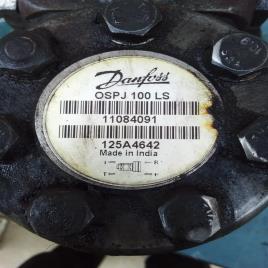 Danfoss
OSPJ 100 LS
11084091
125A4642
Made in India